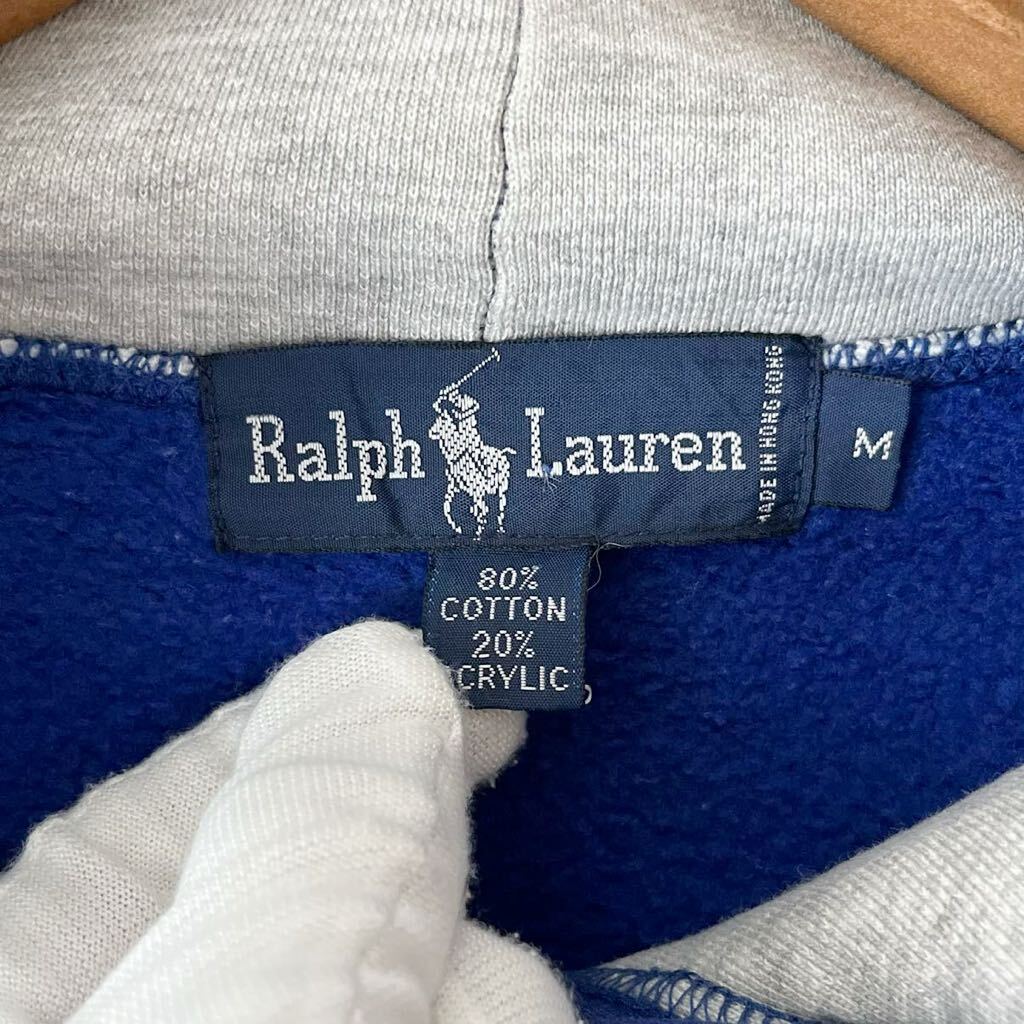 Ralph Lauren
MADE IN HONG KONG
M
80%
COTTON
20%
CRYLIC